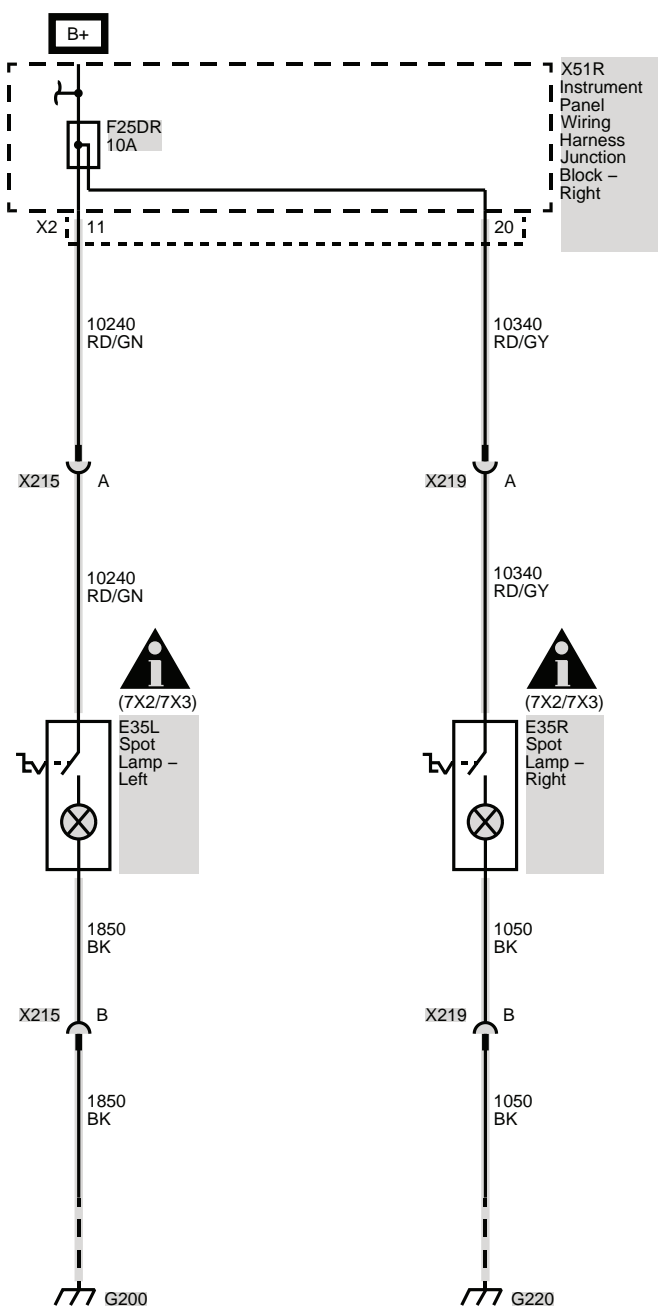 B+
X51R
Instrument
Panel
Wiring
Harness
Junction
Block –
Right
F25DR
10A
X2 11 20
10240
RD/GN
10340
RD/GY
X215 A
X219 A
10240
RD/GN
10340
RD/GY
i
(7X2/7X3)
E35L
Spot
Lamp –
Left
i
(7X2/7X3)
E35R
Spot
Lamp –
Right
1850
BK
1050
BK
X215 B
X219 B
1850
BK
1050
BK
G200
G220